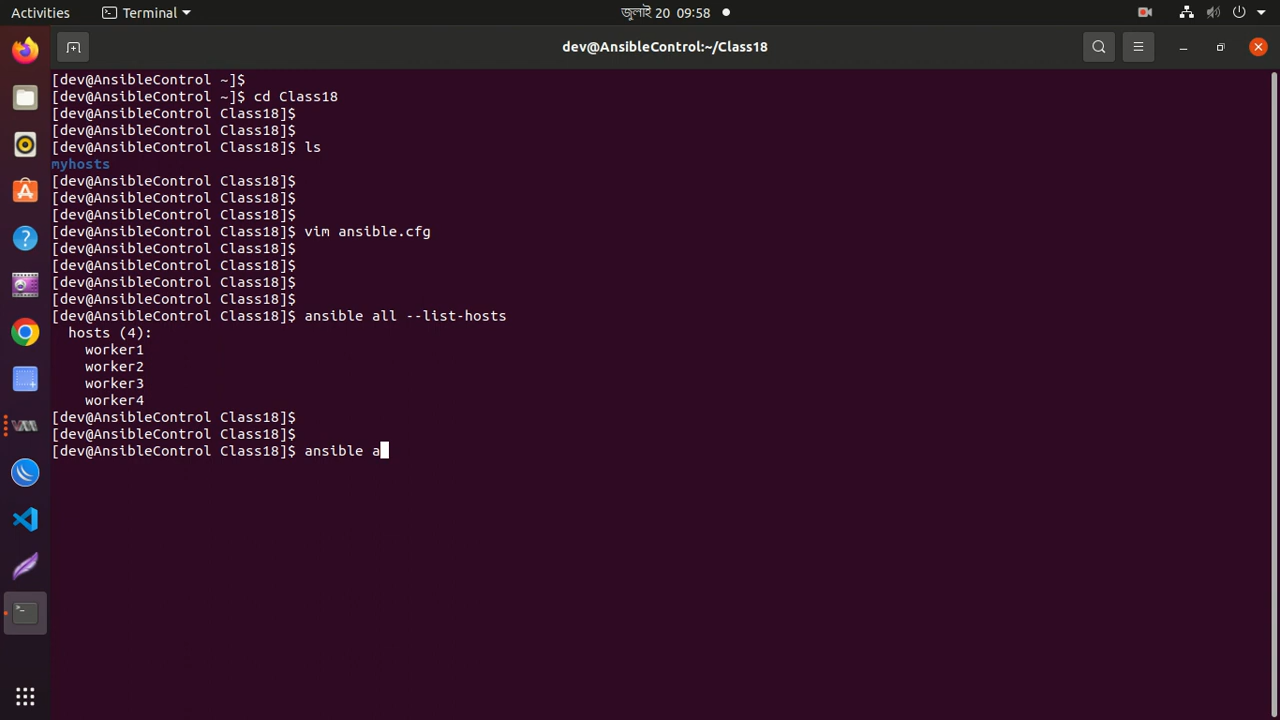 Activities
Terminal
জুলাই 20 09:58
dev@AnsibleControl:~/Class18
[dev@AnsibleControl ~]$
[dev@AnsibleControl ~]$ cd Class18
[dev@AnsibleControl Class18]$
[dev@AnsibleControl Class18]$
[dev@AnsibleControl Class18]$ ls
myhosts
[dev@AnsibleControl Class18]$
[dev@AnsibleControl Class18]$
[dev@AnsibleControl Class18]$
[dev@AnsibleControl Class18]$ vim ansible.cfg
[dev@AnsibleControl Class18]$
[dev@AnsibleControl Class18]$
[dev@AnsibleControl Class18]$
[dev@AnsibleControl Class18]$
[dev@AnsibleControl Class18]$ ansible all --list-hosts
hosts (4):
worker1
worker2
worker3
worker4
[dev@AnsibleControl Class18]$
[dev@AnsibleControl Class18]$
[dev@AnsibleControl Class18]$ ansible a